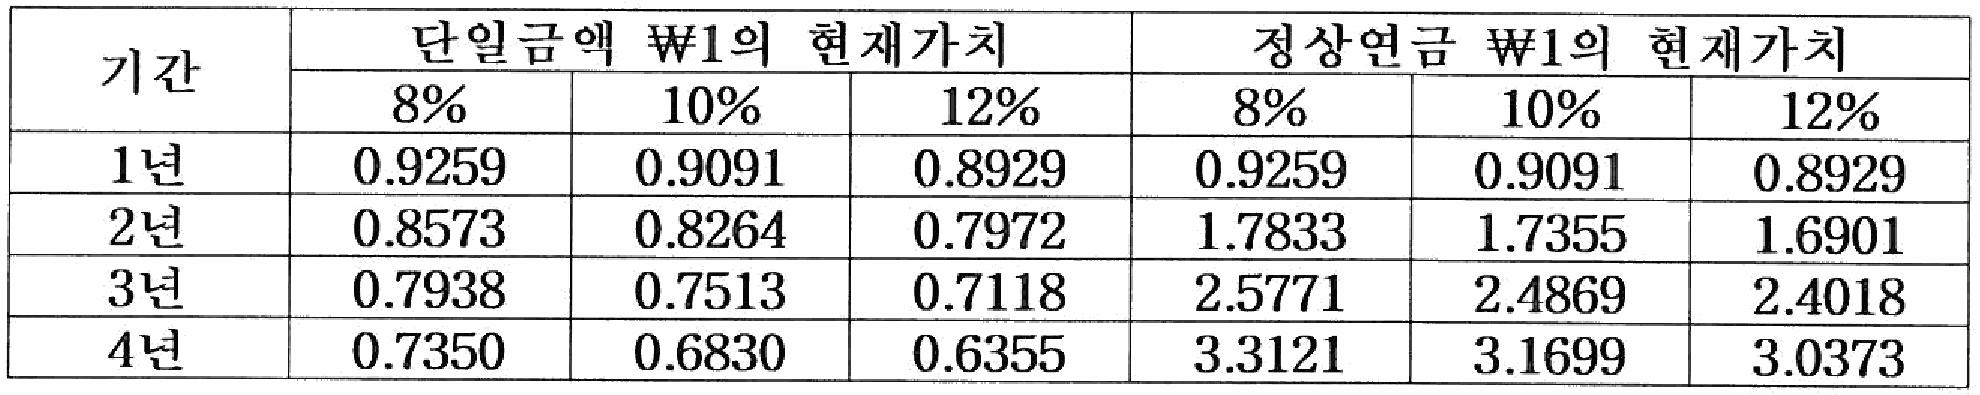 기간 단일금액 ₩1의 현재가치 정상연금 ₩1의 현재가치
8% 10% 12% 8% 10% 12%
1년 0.9259 0.9091 0.8929 0.9259 0.9091 0.8929
2년 0.8573 0.8264 0.7972 1.7833 1.7355 1.6901
3년 0.7938 0.7513 0.7118 2.5771 2.4869 2.4018
4년 0.7350 0.6830 0.6355 3.3121 3.1699 3.0373